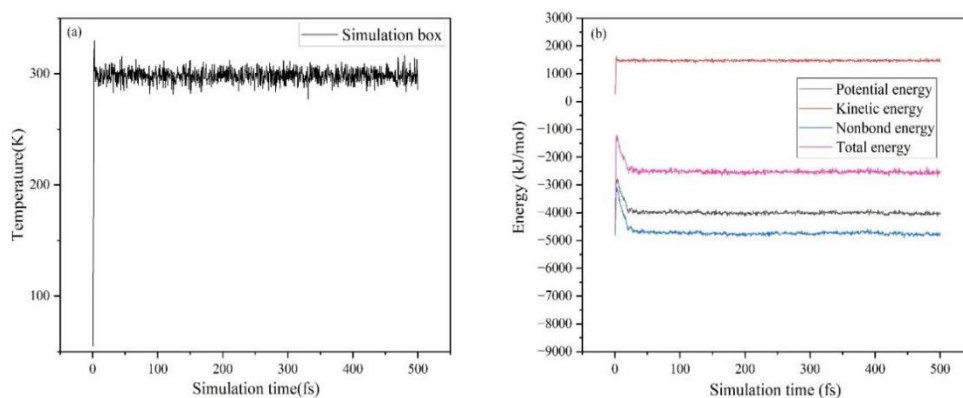 (a)
Simulation box
300
200
100
Temperature(K)
0 100 200 300 400 500
Simulation time(fs)
(b)
3000
2000
1000
0
−1000
−2000
−3000
−4000
−5000
−6000
−7000
−8000
−9000
Energy (kJ/mol)
Potential energy
Kinetic energy
Nonbond energy
Total energy
0 100 200 300 400 500
Simulation time (fs)